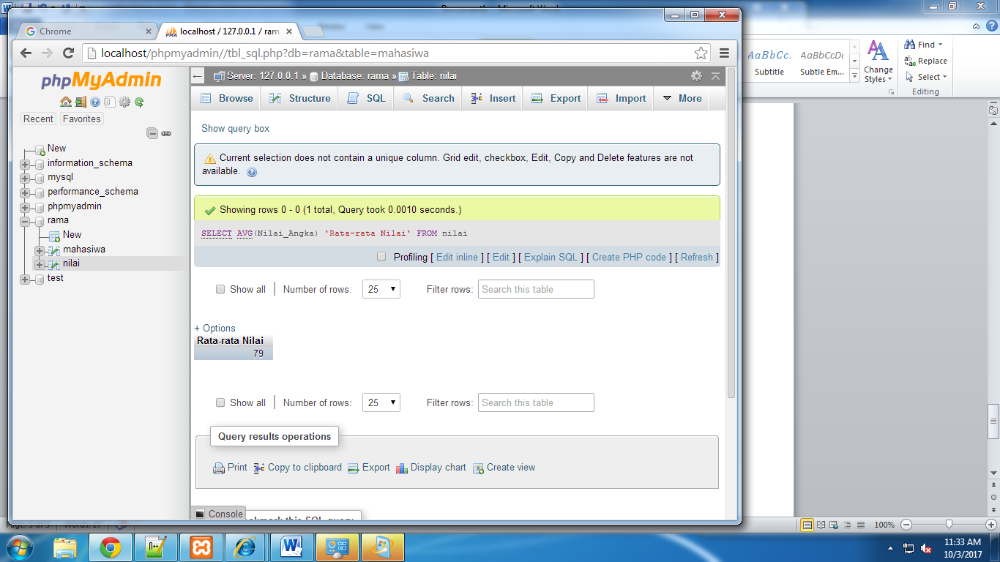 Chrome
localhost / 127.0.0.1 / ram
localhost/phpmyadmin//tbl_sql.php?db=rama&table=mahasiwa
phpMyAdmin
Recent Favorites
New
information_schema
mysql
performance_schema
phpmyadmin
rama
New
mahasiwa
nilai
test
Server: 127.0.0.1 » Database: rama » Table: nilai
Browse Structure SQL Search Insert Export Import More
Show query box
Current selection does not contain a unique column. Grid edit, checkbox, Edit, Copy and Delete features are not
available.
Showing rows 0 - 0 (1 total, Query took 0.0010 seconds.)
SELECT AVG(Nilai_Angka) 'Rata-rata Nilai' FROM nilai
Profiling [ Edit inline ] [ Edit ] [ Explain SQL ] [ Create PHP code ] [ Refresh ]
Show all Number of rows: 25 Filter rows: Search this table
+ Options
Rata-rata Nilai
79
Show all Number of rows: 25 Filter rows: Search this table
Query results operations
Print Copy to clipboard Export Display chart Create view
Console
AaBbCc. AaBbCcDc
Subtitle Subtle Em...
Change
Styles
Find
Replace
Select
Editing
100%
11:33 AM
10/3/2017